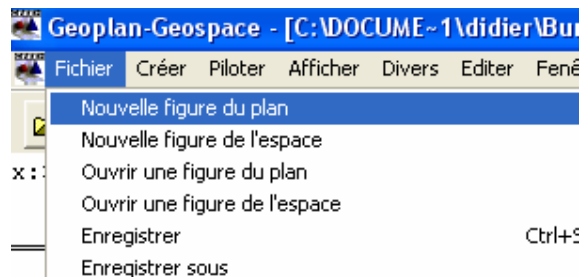 Geoplan-Geospace - [C:\DOCUME~1\didier\Bur
Fichier Créer Piloter Afficher Divers Editer Fenê
Nouvelle figure du plan
Nouvelle figure de l'espace
x:
Ouvrir une figure du plan
Ouvrir une figure de l'espace
Enregistrer Ctrl+S
Enregistrer sous